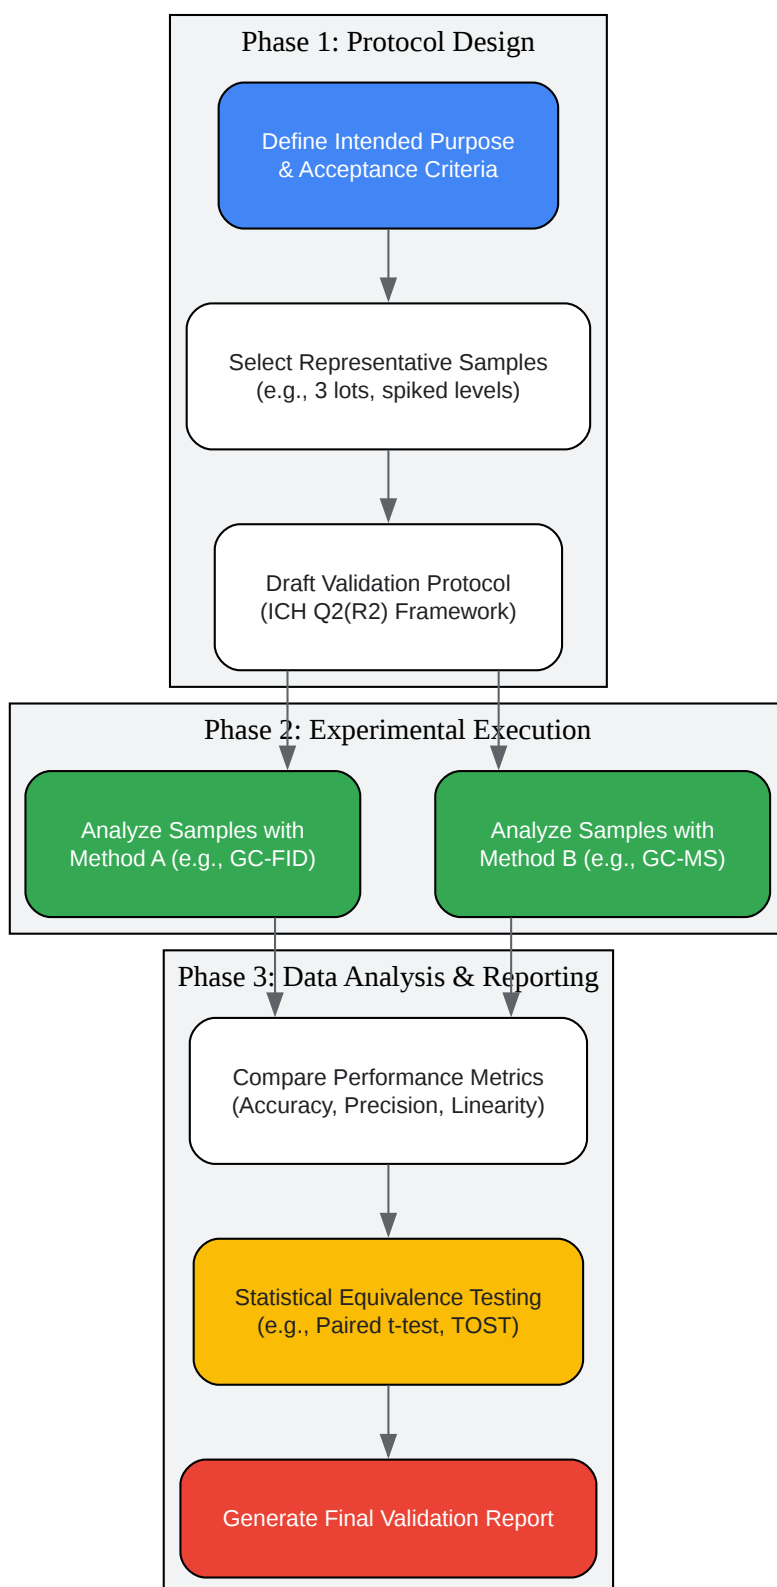 Phase 1: Protocol Design
Define Intended Purpose
& Acceptance Criteria
Select Representative Samples
(e.g., 3 lots, spiked levels)
Draft Validation Protocol
(ICH Q2(R2) Framework)
Phase 2: Experimental Execution
Analyze Samples with
Method A (e.g., GC-FID)
Analyze Samples with
Method B (e.g., GC-MS)
Phase 3: Data Analysis & Reporting
Compare Performance Metrics
(Accuracy, Precision, Linearity)
Statistical Equivalence Testing
(e.g., Paired t-test, TOST)
Generate Final Validation Report